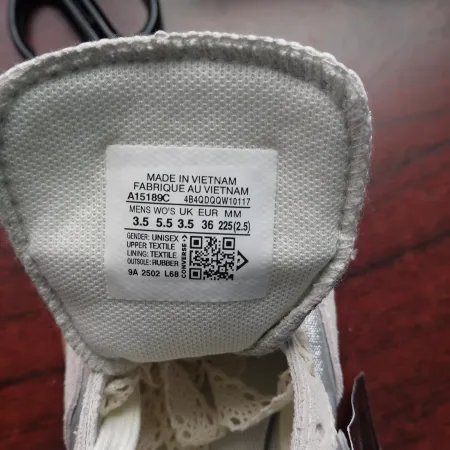 MADE IN VIETNAM
FABRIQUE AU VIETNAM
A15189C 4B4QDQQW10117
MENS WO'S UK EUR MM
3.5 5.5 3.5 36 225(2.5)
GENDER: UNISEX
UPPER:TEXTILE
LINING: TEXTILE
OUTSOLE: RUBBER
9A 2502 L68
CONVERSE